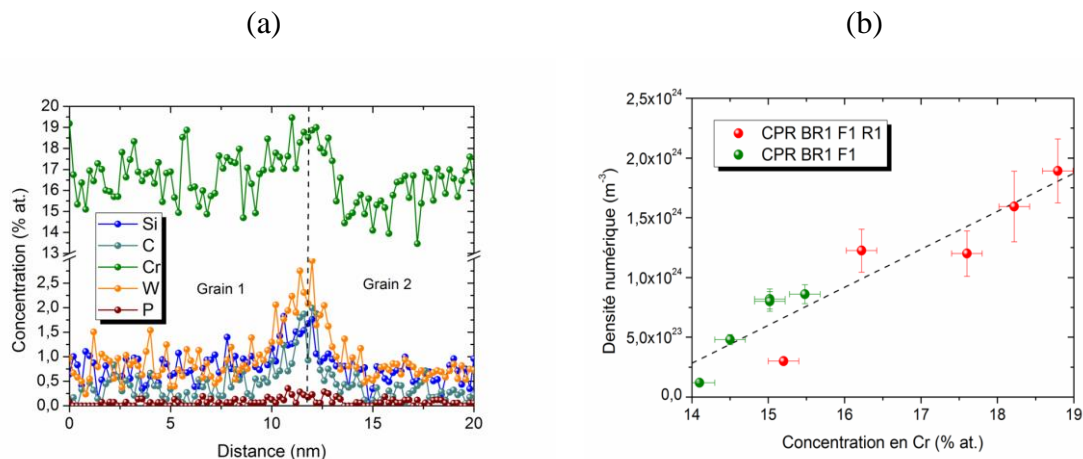 (a)
(b)
20
19
18
17
16
15
14
13
2,0
1,5
1,0
0,5
0,0
Concentration (% at.)
Si
C
Cr
W
P
Grain 1
Grain 2
0
5
10
15
20
Distance (nm)
2,5x10²⁴
2,0x10²⁴
1,5x10²⁴
1,0x10²⁴
5,0x10²³
0,0
Densité numérique (m⁻³)
CPR BR1 F1 R1
CPR BR1 F1
14
15
16
17
18
19
Concentration en Cr (% at.)